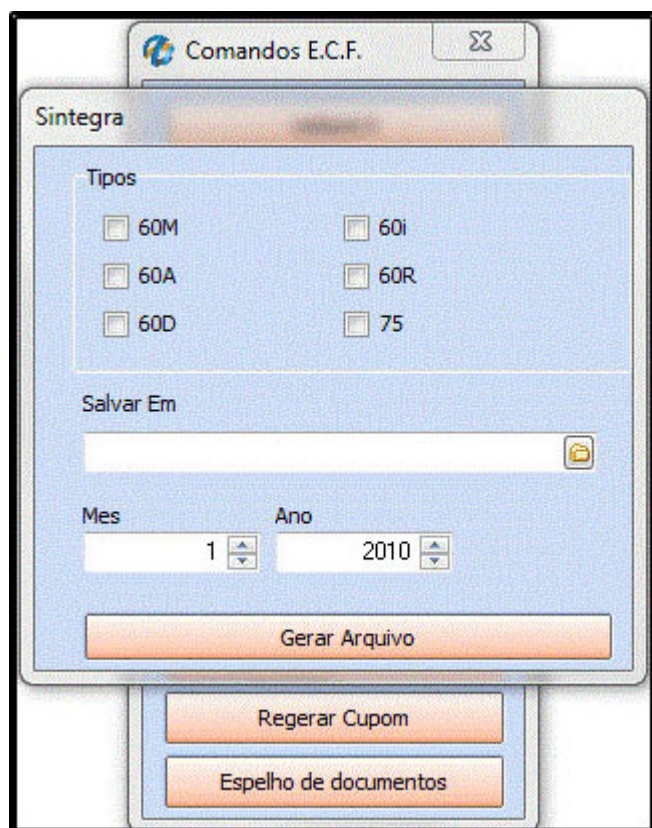 Comandos E.C.F.
Sintegra
Tipos
60M 60i
60A 60R
60D 75
Salvar Em
Mes Ano
1 2010
Gerar Arquivo
Regerar Cupom
Espelho de documentos